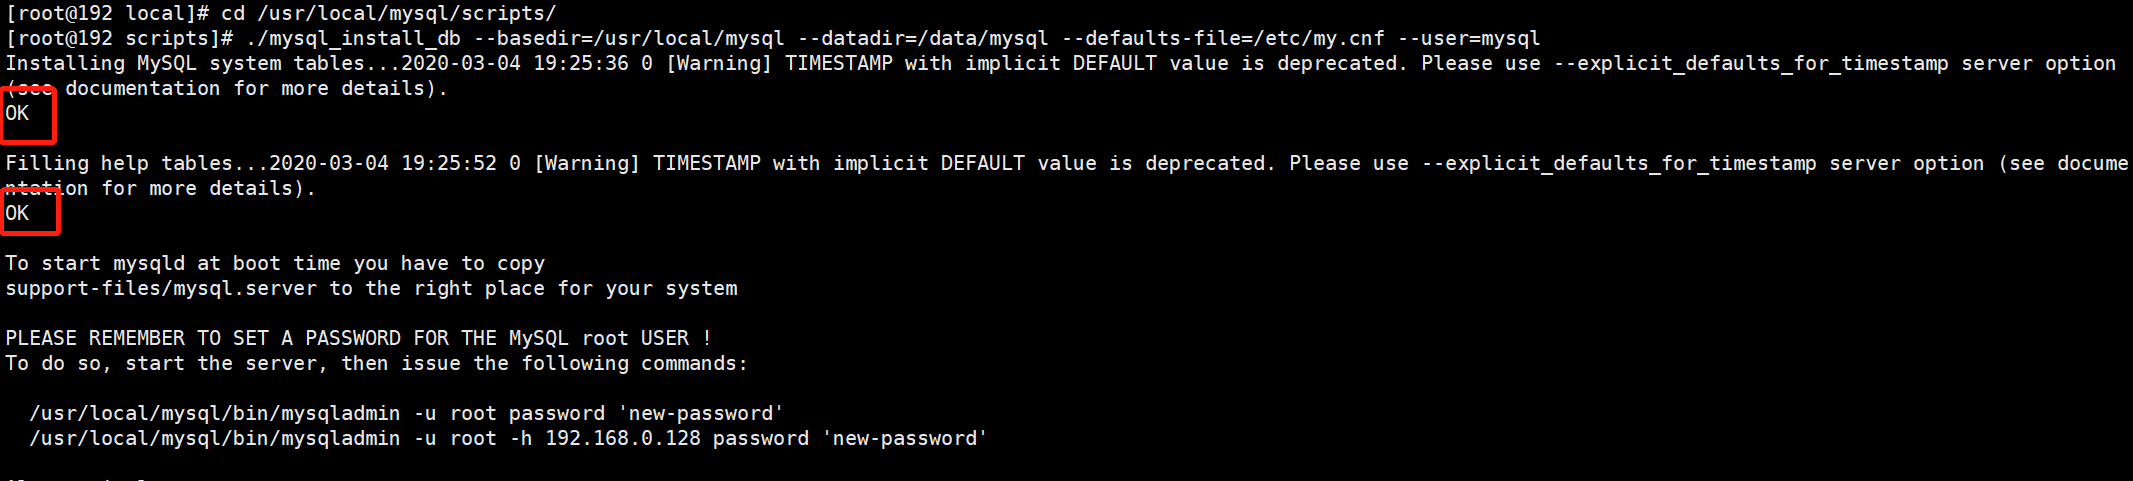 [root@192 local]# cd /usr/local/mysql/scripts/
[root@192 scripts]# ./mysql_install_db --basedir=/usr/local/mysql --datadir=/data/mysql --defaults-file=/etc/my.cnf --user=mysql
Installing MySQL system tables...2020-03-04 19:25:36 0 [Warning] TIMESTAMP with implicit DEFAULT value is deprecated. Please use --explicit_defaults_for_timestamp server option
(see documentation for more details).
OK
Filling help tables...2020-03-04 19:25:52 0 [Warning] TIMESTAMP with implicit DEFAULT value is deprecated. Please use --explicit_defaults_for_timestamp server option (see docume
ntation for more details).
OK
To start mysqld at boot time you have to copy
support-files/mysql.server to the right place for your system
PLEASE REMEMBER TO SET A PASSWORD FOR THE MySQL root USER !
To do so, start the server, then issue the following commands:
/usr/local/mysql/bin/mysqladmin -u root password 'new-password'
/usr/local/mysql/bin/mysqladmin -u root -h 192.168.0.128 password 'new-password'